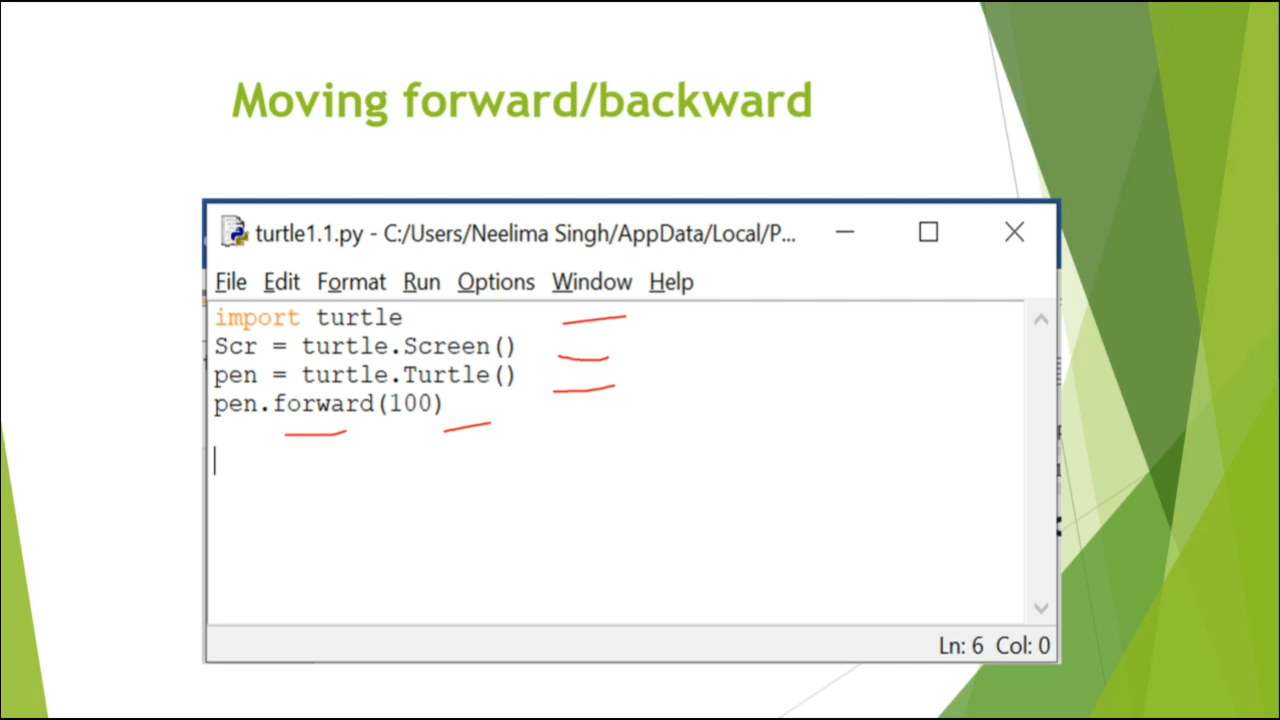 Moving forward/backward
turtle1.1.py - C:/Users/Neelima Singh/AppData/Local/P...
File Edit Format Run Options Window Help
import turtle
Scr = turtle.Screen()
pen = turtle.Turtle()
pen.forward(100)
Ln: 6 Col: 0